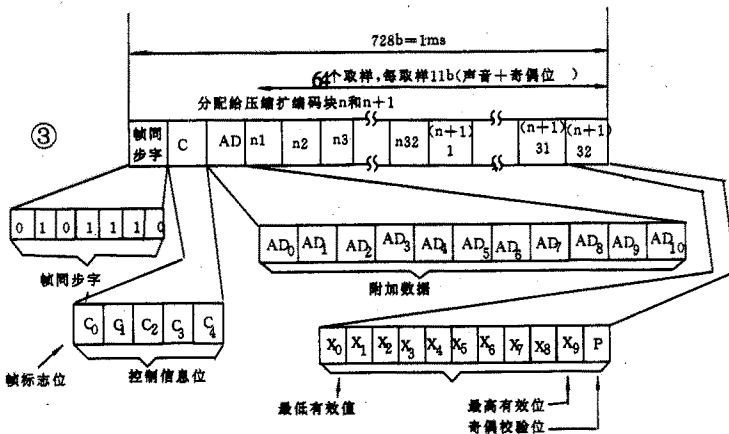 728b=1ms
64个取样,每取样11b(声音+奇偶位 )
分配给压缩扩编码块n和n+1
③
帧同步字 C AD n1 n2 n3 n32 (n+1)1 (n+1)31 (n+1)32
0 1 0 1 1 1 0
帧同步字
AD0 AD1 AD2 AD3 AD4 AD5 AD6 AD7 AD8 AD9 AD10
附加数据
C0 C1 C2 C3 C4
帧标志位
控制信息位
X0 X1 X2 X3 X4 X5 X6 X7 X8 X9 P
最低有效值
最高有效位
奇偶校验位